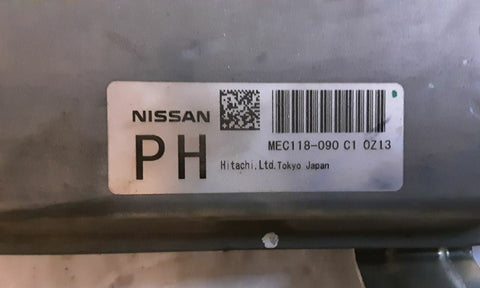 NISSAN
PH
MEC118-090 C1 0Z13
Hitachi,Ltd.Tokyo Japan